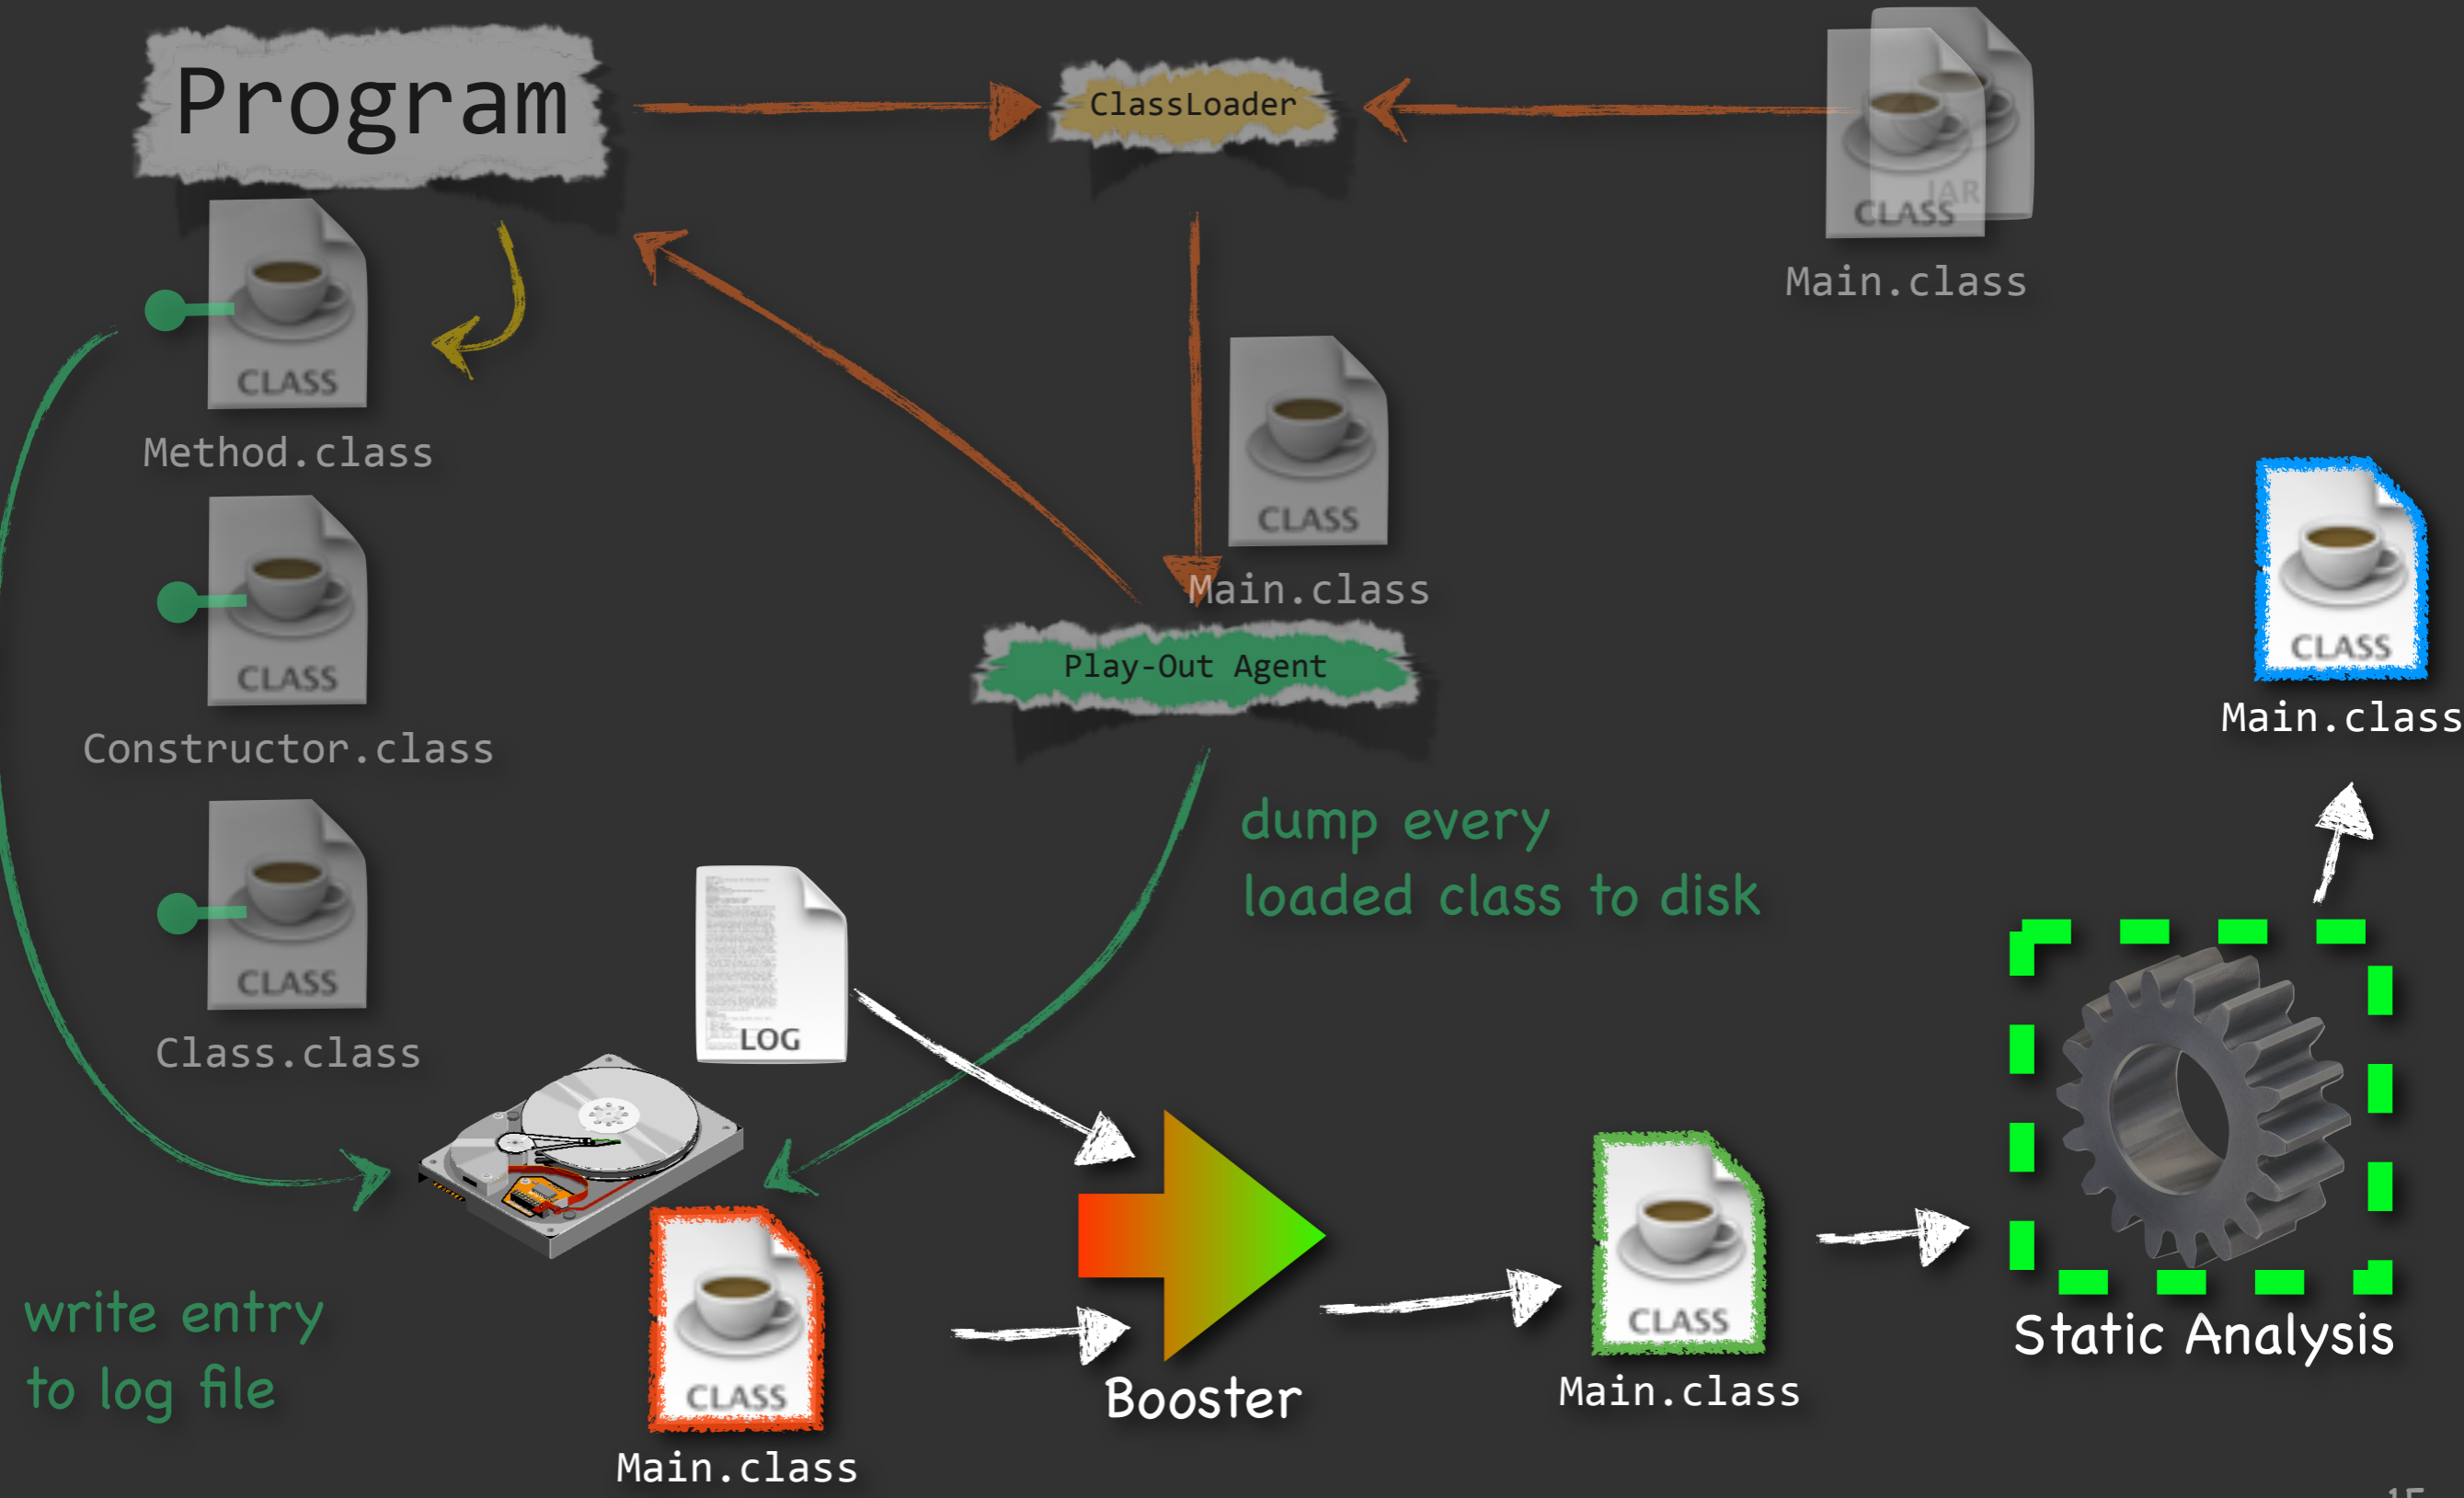 Program
ClassLoader
JAR
CLASS
Main.class
CLASS
Method.class
CLASS
Main.class
CLASS
Main.class
CLASS
Constructor.class
Play-Out Agent
dump every
loaded class to disk
CLASS
Class.class
LOG
write entry
to log file
CLASS
Main.class
Booster
CLASS
Main.class
Static Analysis
15